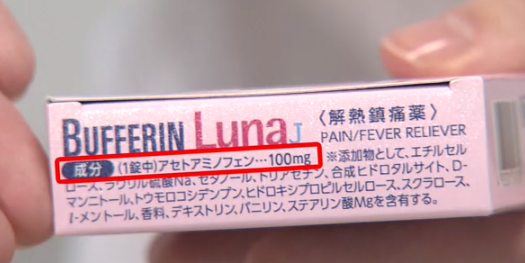 BUFFERIN LunaJ 〈解熱鎮痛薬〉
PAIN/FEVER RELIEVER
成分 (1錠中)アセトアミノフェン…100mg ※添加物として、エチルセル
ロース、ラウリル硫酸Na、セタノール、トリアセチン、合成ヒドロタルサイト、D-
マンニトール、トウモロコシデンプン、ヒドロキシプロピルセルロース、スクラロース、
l-メントール、香料、デキストリン、バニリン、ステアリン酸Mgを含有する。